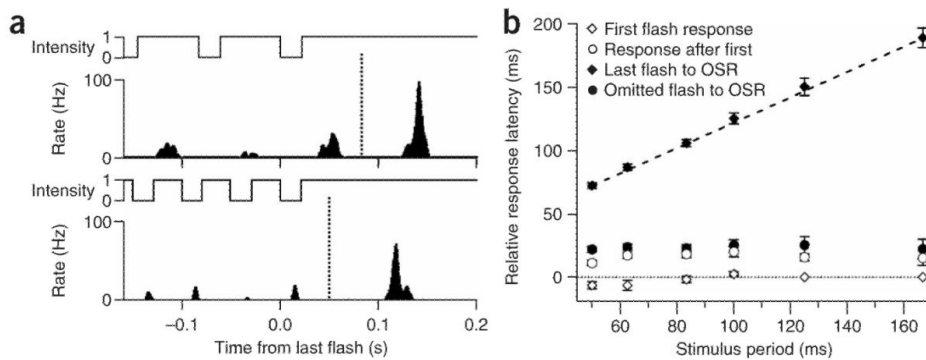 a
Intensity
1
0
Rate (Hz)
100
0
Intensity
1
0
Rate (Hz)
100
0
−0.1 0.0 0.1 0.2
Time from last flash (s)
b
Relative response latency (ms)
200
150
100
50
0
First flash response
Response after first
Last flash to OSR
Omitted flash to OSR
60 80 100 120 140 160
Stimulus period (ms)